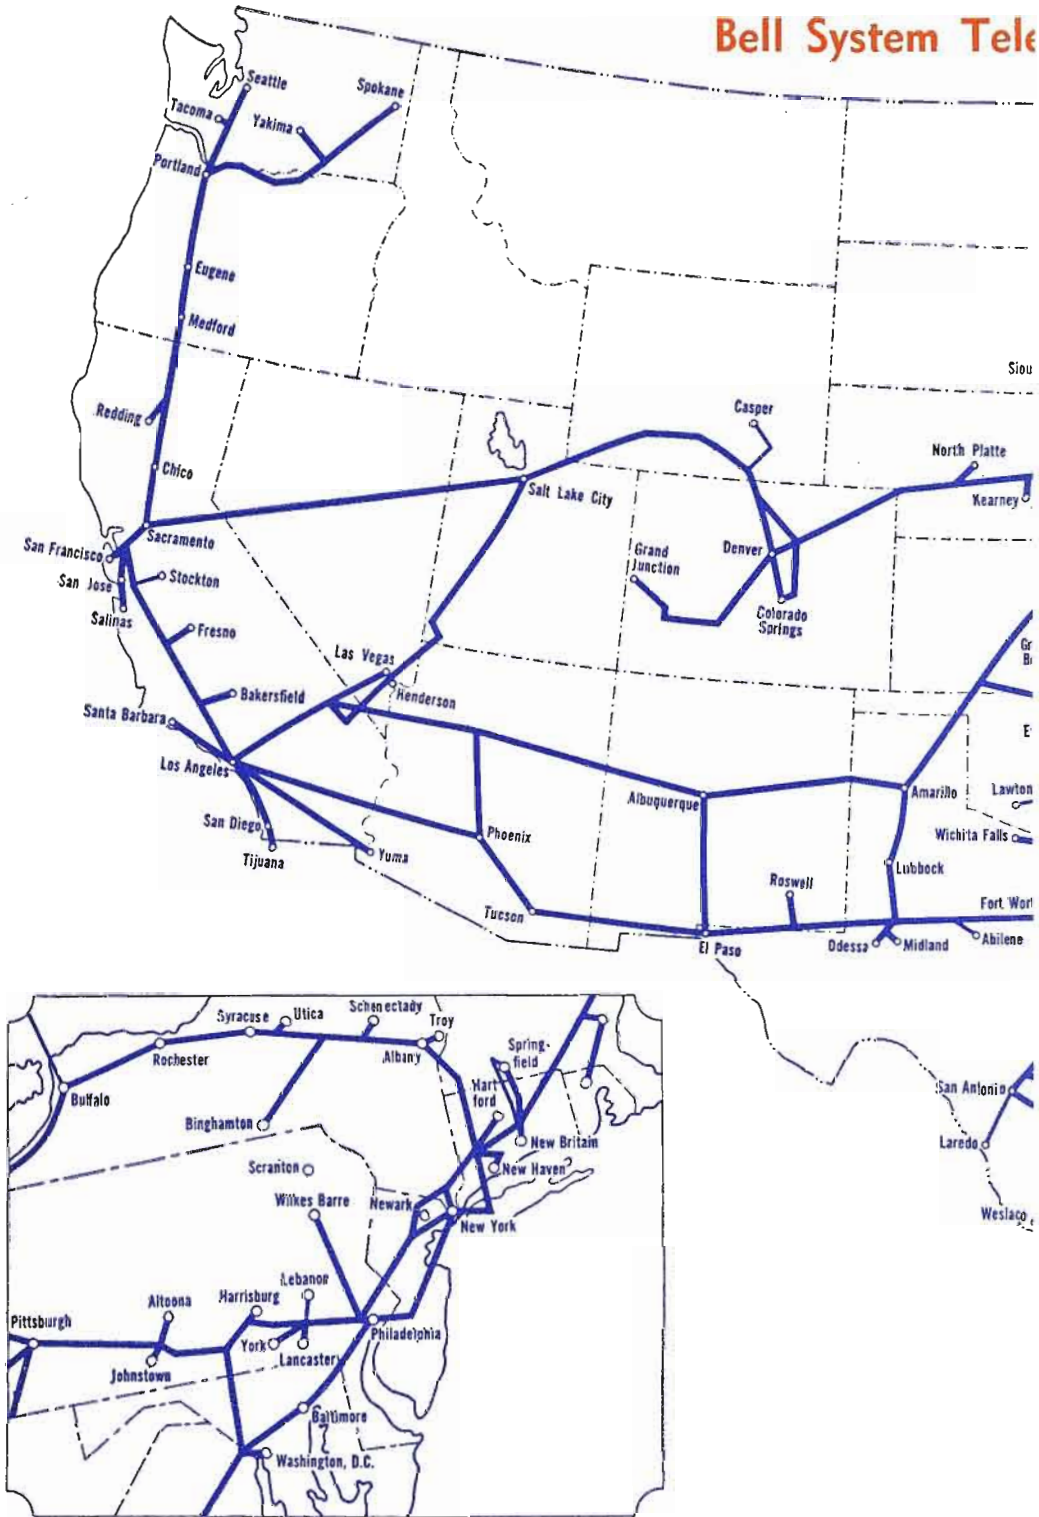 Bell System Tele
Seattle
Spokane
Tacoma
Yakima
Portland
Eugene
Medford
Siou
Redding
Casper
North Platte
Chico
Salt Lake City
Kearney
Sacramento
San Francisco
Denver
Grand
Junction
Stockton
San Jose
Salinas
Colorado
Springs
Fresno
Gr
B
Las Vegas
Henderson
Bakersfield
Santa Barbara
E
Los Angeles
Albuquerque
Amarillo
Lawton
San Diego
Phoenix
Wichita Falls
Tijuana
Yuma
Lubbock
Roswell
Tucson
Fort Wor
El Paso
Odessa
Midland
Abilene
Schenectady
Syracuse
Utica
Troy
Rochester
Albany
Spring-
field
Buffalo
Hart
ford
San Antonio
Binghamton
New Britain
Laredo
Scranton
New Haven
Wilkes Barre
Newark
New York
Weslaco
Lebanon
Altoona
Harrisburg
Pittsburgh
Philadelphia
York
Lancaster
Johnstown
Baltimore
Washington, D.C.